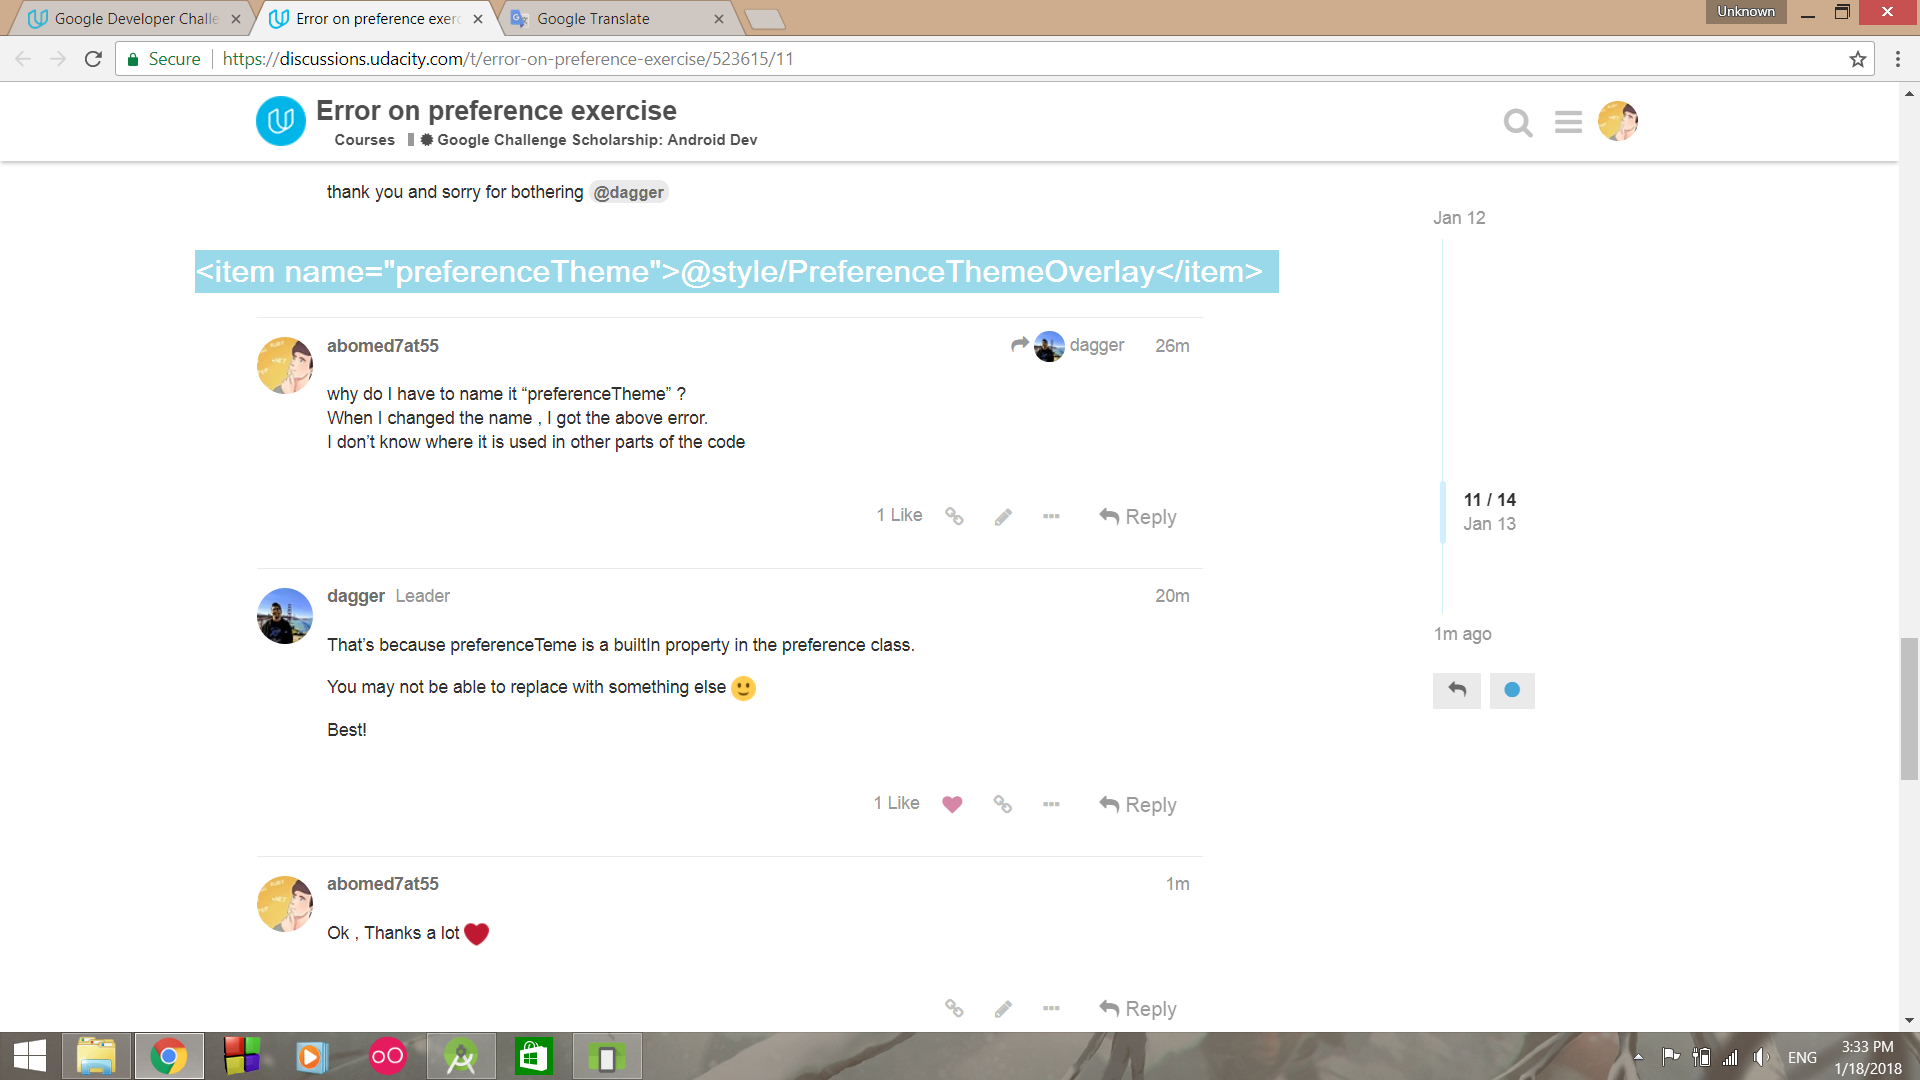 Google Developer Challe
Error on preference exerc
Google Translate
Unknown
Secure
https://discussions.udacity.com/t/error-on-preference-exercise/523615/11
Error on preference exercise
Courses
Google Challenge Scholarship: Android Dev
thank you and sorry for bothering @dagger
<item name="preferenceTheme">@style/PreferenceThemeOverlay</item>
abomed7at55
dagger
26m
why do I have to name it “preferenceTheme” ?
When I changed the name , I got the above error.
I don’t know where it is used in other parts of the code
1 Like
Reply
dagger Leader
20m
That’s because preferenceTeme is a builtIn property in the preference class.
You may not be able to replace with something else
Best!
1 Like
Reply
abomed7at55
1m
Ok , Thanks a lot
Reply
Jan 12
11 / 14
Jan 13
1m ago
ENG
3:33 PM
1/18/2018